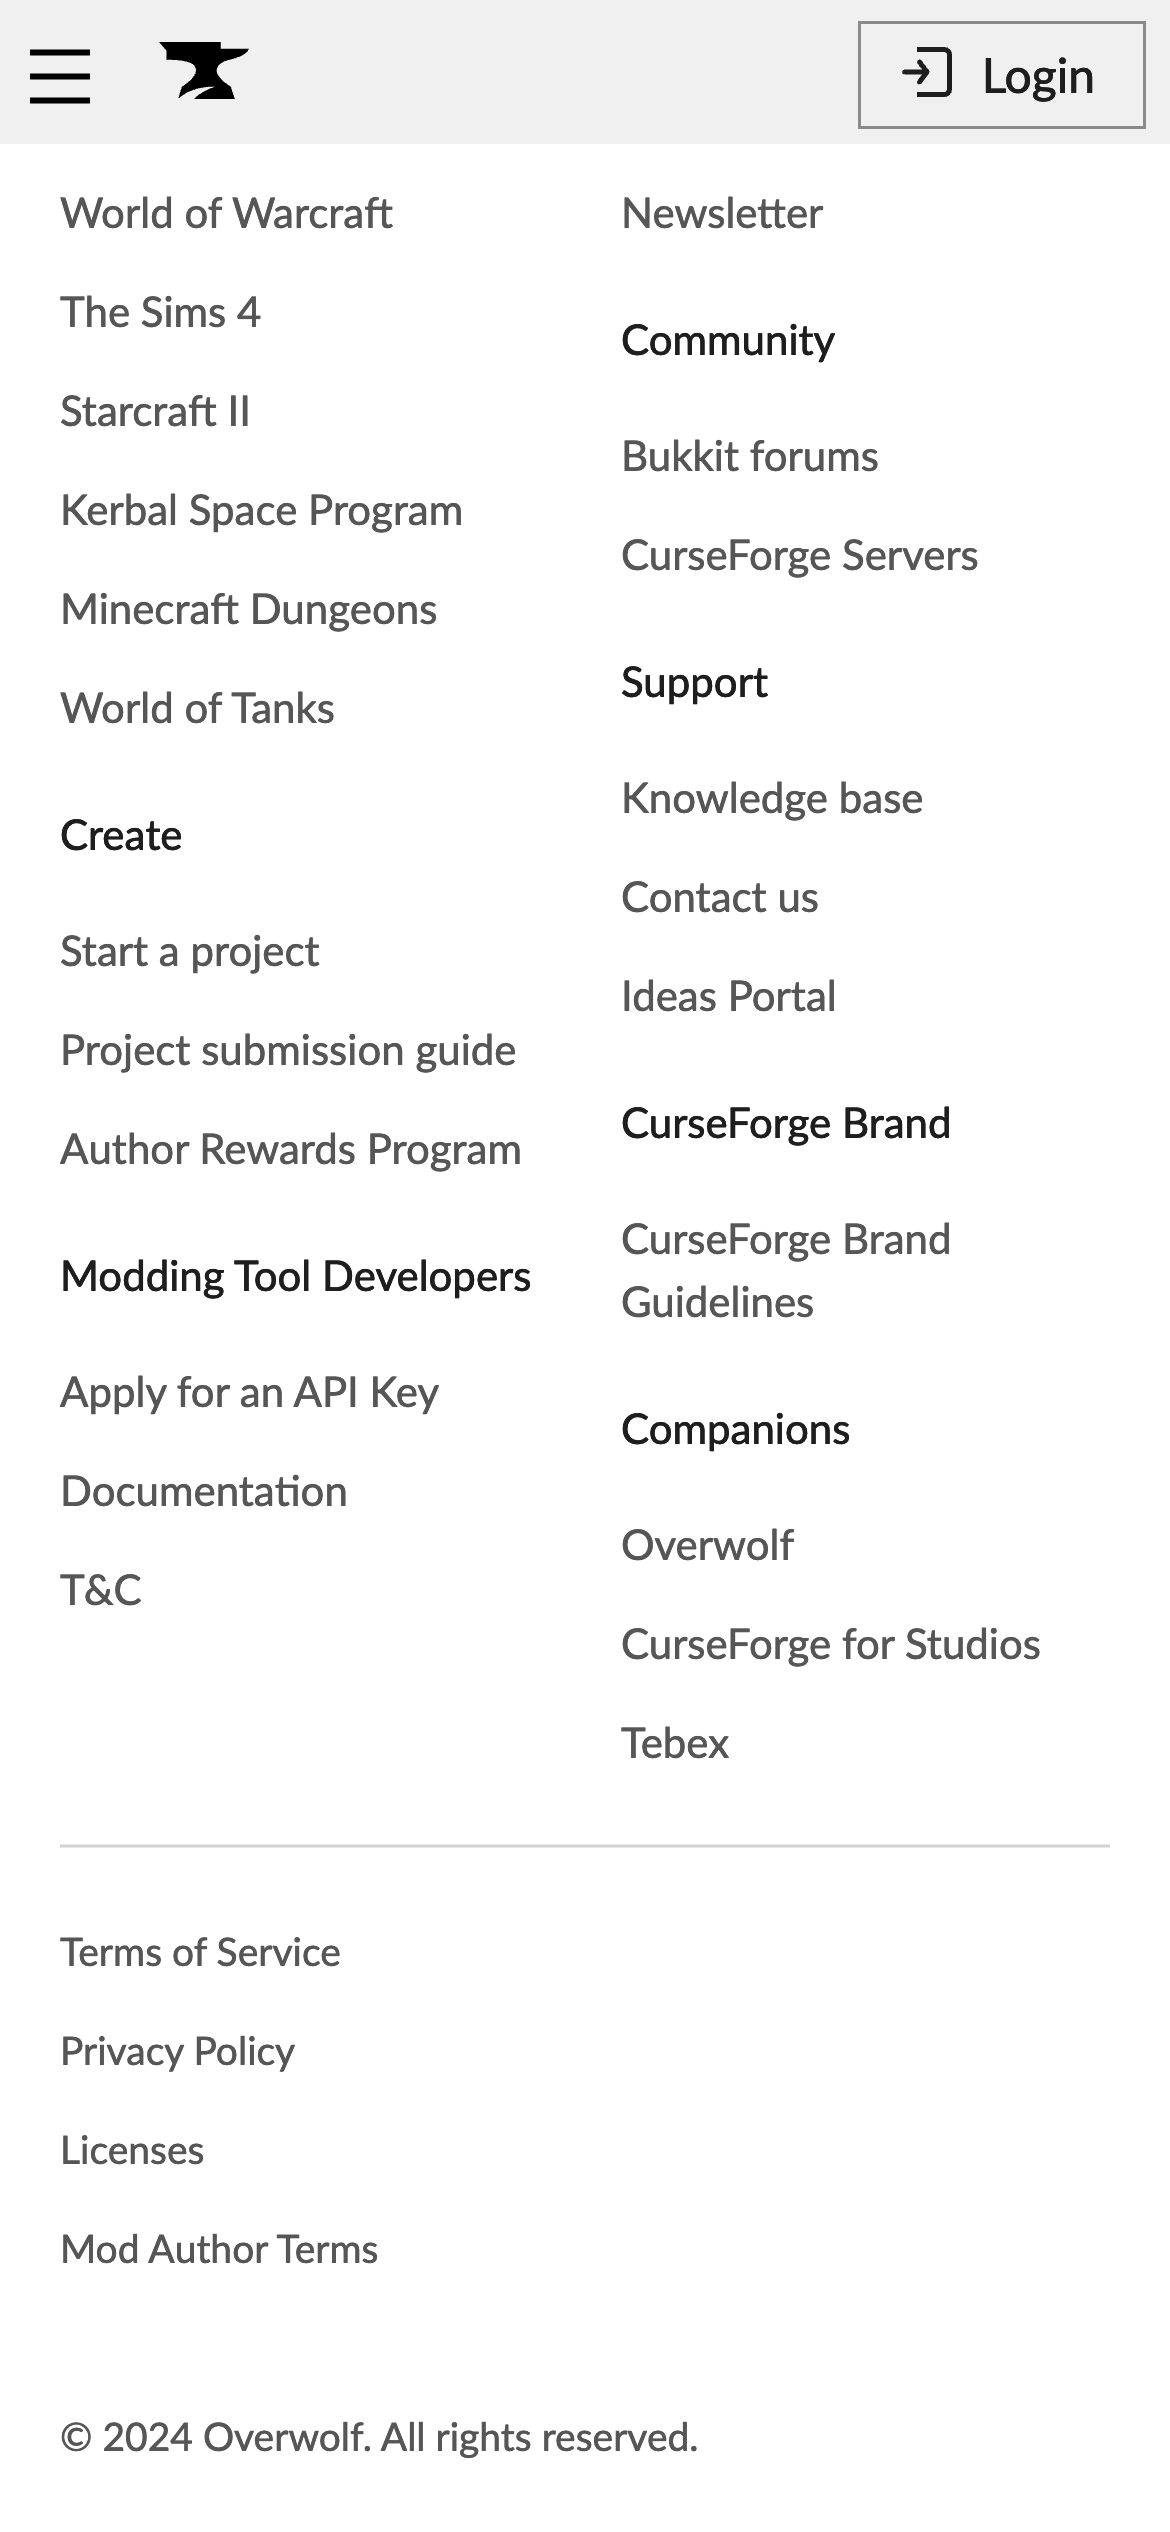 Login
World of Warcraft
The Sims 4
Starcraft II
Kerbal Space Program
Minecraft Dungeons
World of Tanks
Create
Start a project
Project submission guide
Author Rewards Program
Modding Tool Developers
Apply for an API Key
Documentation
T&C
Newsletter
Community
Bukkit forums
CurseForge Servers
Support
Knowledge base
Contact us
Ideas Portal
CurseForge Brand
CurseForge Brand
Guidelines
Companions
Overwolf
CurseForge for Studios
Tebex
Terms of Service
Privacy Policy
Licenses
Mod Author Terms
© 2024 Overwolf. All rights reserved.